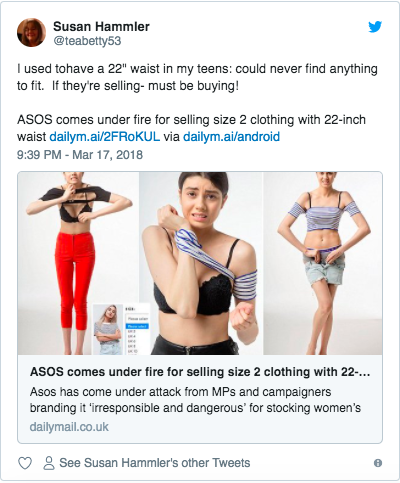 Susan Hammler
@teabetty53
I used tohave a 22" waist in my teens: could never find anything
to fit.  If they're selling- must be buying!
ASOS comes under fire for selling size 2 clothing with 22-inch
waist dailym.ai/2FRoKUL via dailym.ai/android
9:39 PM - Mar 17, 2018
ASOS comes under fire for selling size 2 clothing with 22-...
Asos has come under attack from MPs and campaigners
branding it ‘irresponsible and dangerous’ for stocking women’s
dailymail.co.uk
See Susan Hammler's other Tweets